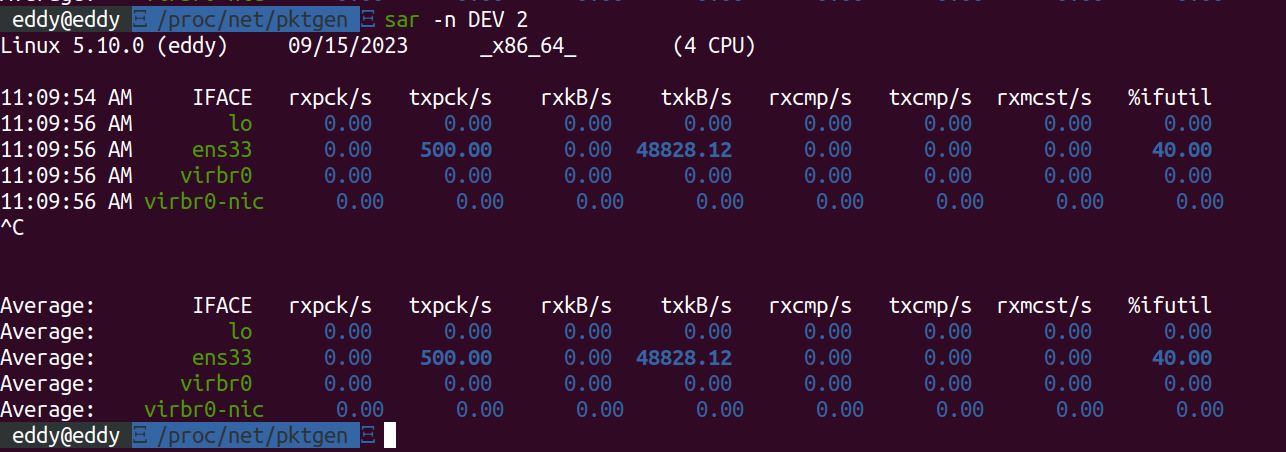 eddy@eddy Ξ /proc/net/pktgen Ξ sar -n DEV 2
Linux 5.10.0 (eddy) 09/15/2023 _x86_64_ (4 CPU)
11:09:54 AM IFACE rxpck/s txpck/s rxkB/s txkB/s rxcmp/s txcmp/s rxmcst/s %ifutil
11:09:56 AM lo 0.00 0.00 0.00 0.00 0.00 0.00 0.00 0.00
11:09:56 AM ens33 0.00 500.00 0.00 48828.12 0.00 0.00 0.00 40.00
11:09:56 AM virbr0 0.00 0.00 0.00 0.00 0.00 0.00 0.00 0.00
11:09:56 AM virbr0-nic 0.00 0.00 0.00 0.00 0.00 0.00 0.00 0.00
^C
Average: IFACE rxpck/s txpck/s rxkB/s txkB/s rxcmp/s txcmp/s rxmcst/s %ifutil
Average: lo 0.00 0.00 0.00 0.00 0.00 0.00 0.00 0.00
Average: ens33 0.00 500.00 0.00 48828.12 0.00 0.00 0.00 40.00
Average: virbr0 0.00 0.00 0.00 0.00 0.00 0.00 0.00 0.00
Average: virbr0-nic 0.00 0.00 0.00 0.00 0.00 0.00 0.00 0.00
eddy@eddy Ξ /proc/net/pktgen Ξ